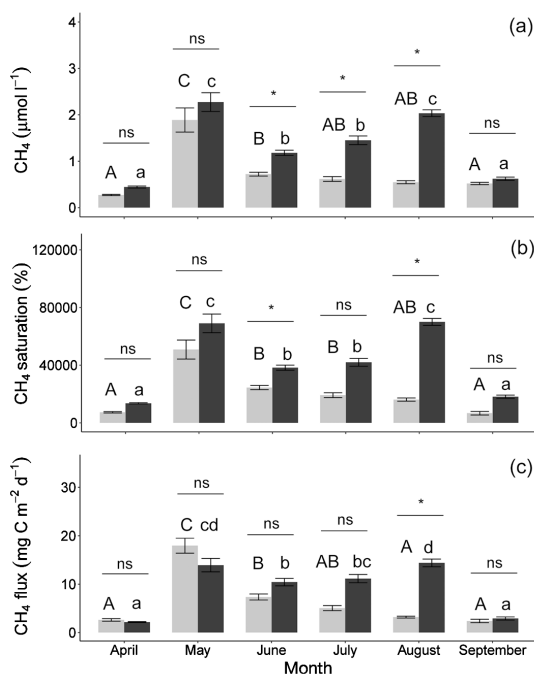 (a)
CH₄ (μmol l⁻¹)
4
3
2
1
0
ns
ns
*
*
*
ns
A a
C c
B b
AB b
AB c
A a
(b)
CH₄ saturation (%)
120000
80000
40000
0
ns
ns
*
ns
*
ns
A a
C c
B b
B b
AB c
A a
(c)
CH₄ flux (mg C m⁻² d⁻¹)
30
20
10
0
ns
ns
ns
ns
*
ns
A a
C cd
B b
AB bc
A d
A a
April May June July August September
Month